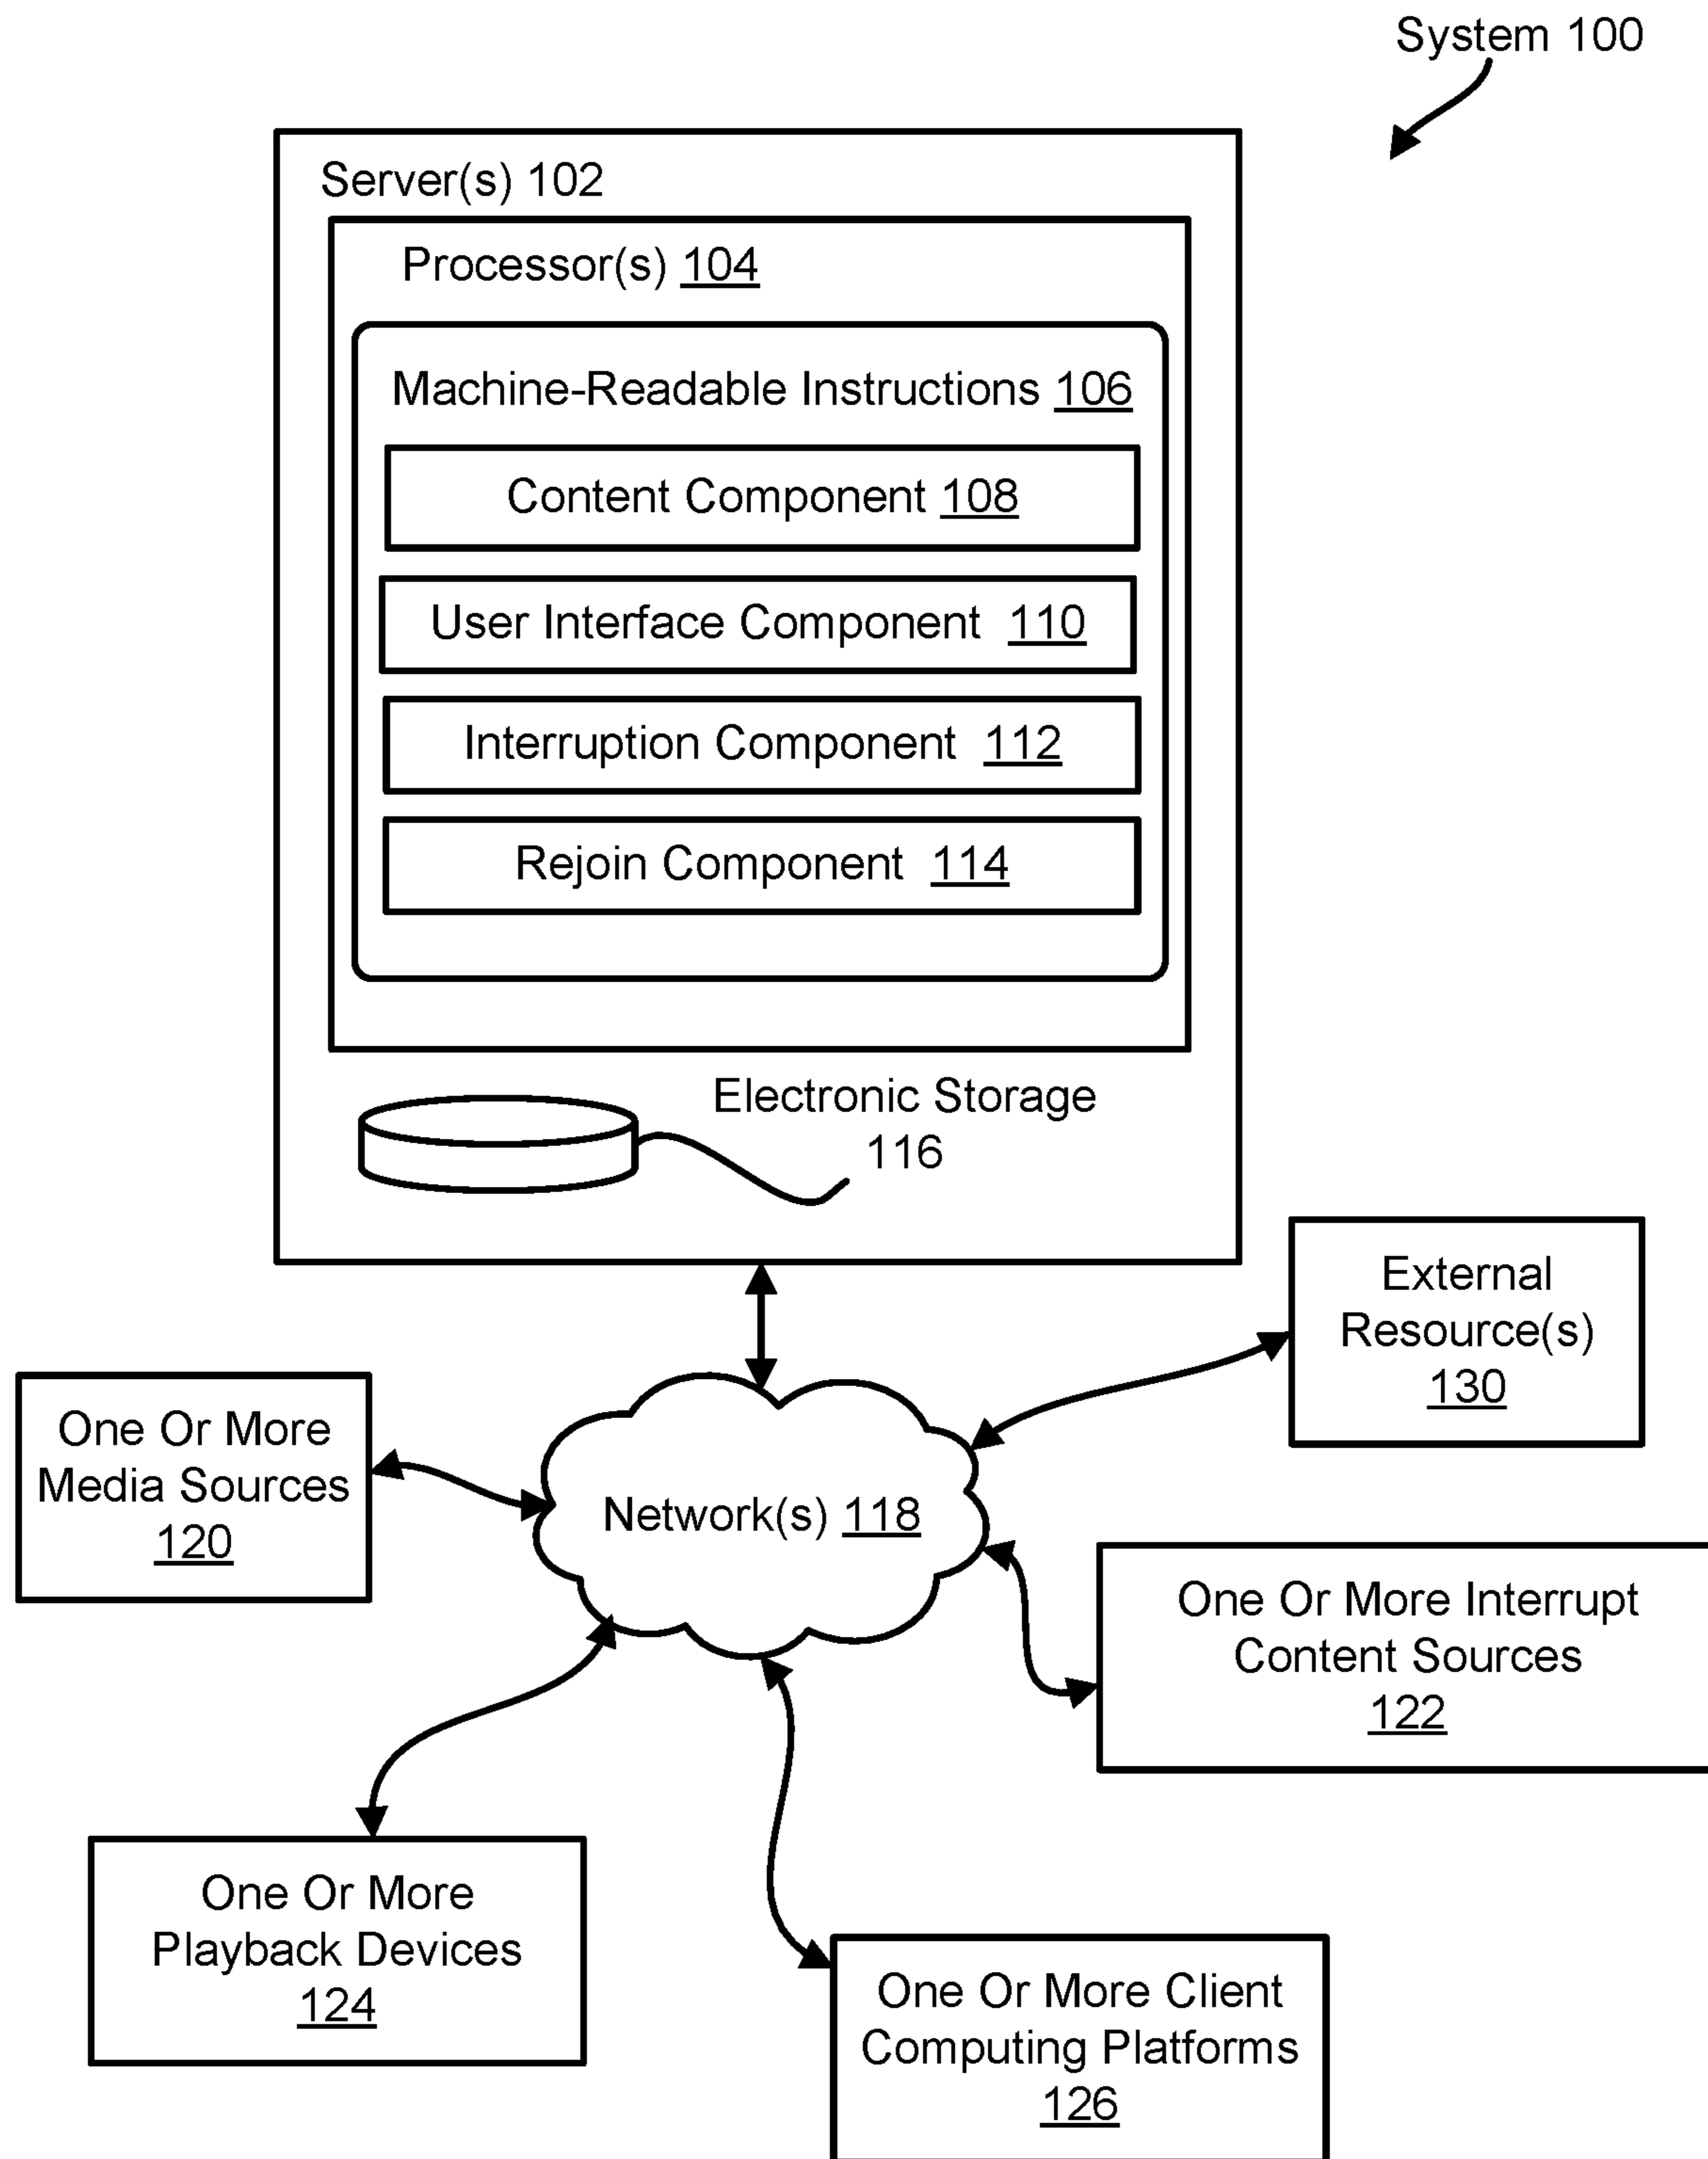 System 100
Server(s) 102
Processor(s) 104
Machine-Readable Instructions 106
Content Component 108
User Interface Component 110
Interruption Component 112
Rejoin Component 114
Electronic Storage
116
External
Resource(s)
130
One Or More
Media Sources
120
Network(s) 118
One Or More Interrupt
Content Sources
122
One Or More
Playback Devices
124
One Or More Client
Computing Platforms
126